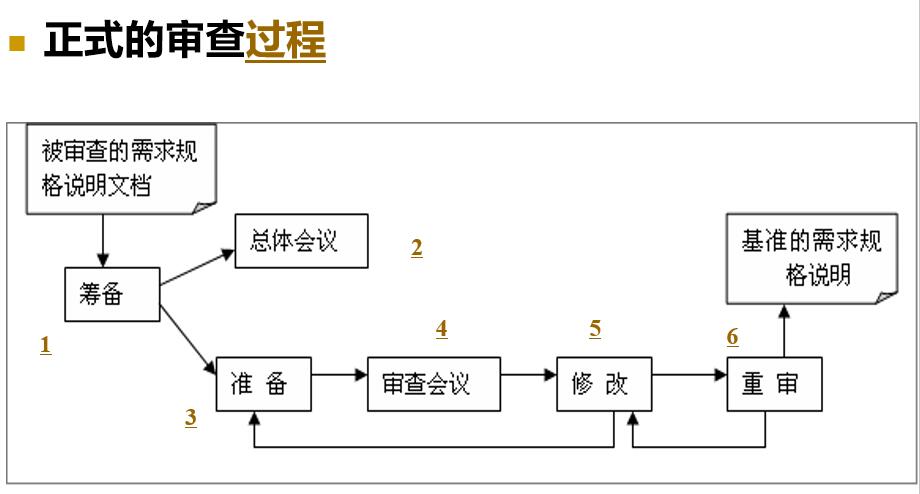 正式的审查过程
被审查的需求规
格说明文档
总体会议
2
基准的需求规
格说明
筹备
1
4
5
6
准 备
审查会议
修 改
重 审
3